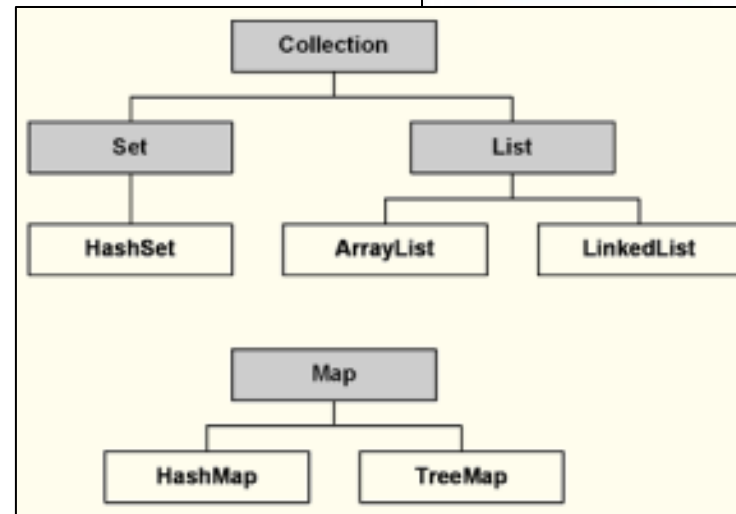 Collection
Set List
HashSet ArrayList LinkedList
Map
HashMap TreeMap